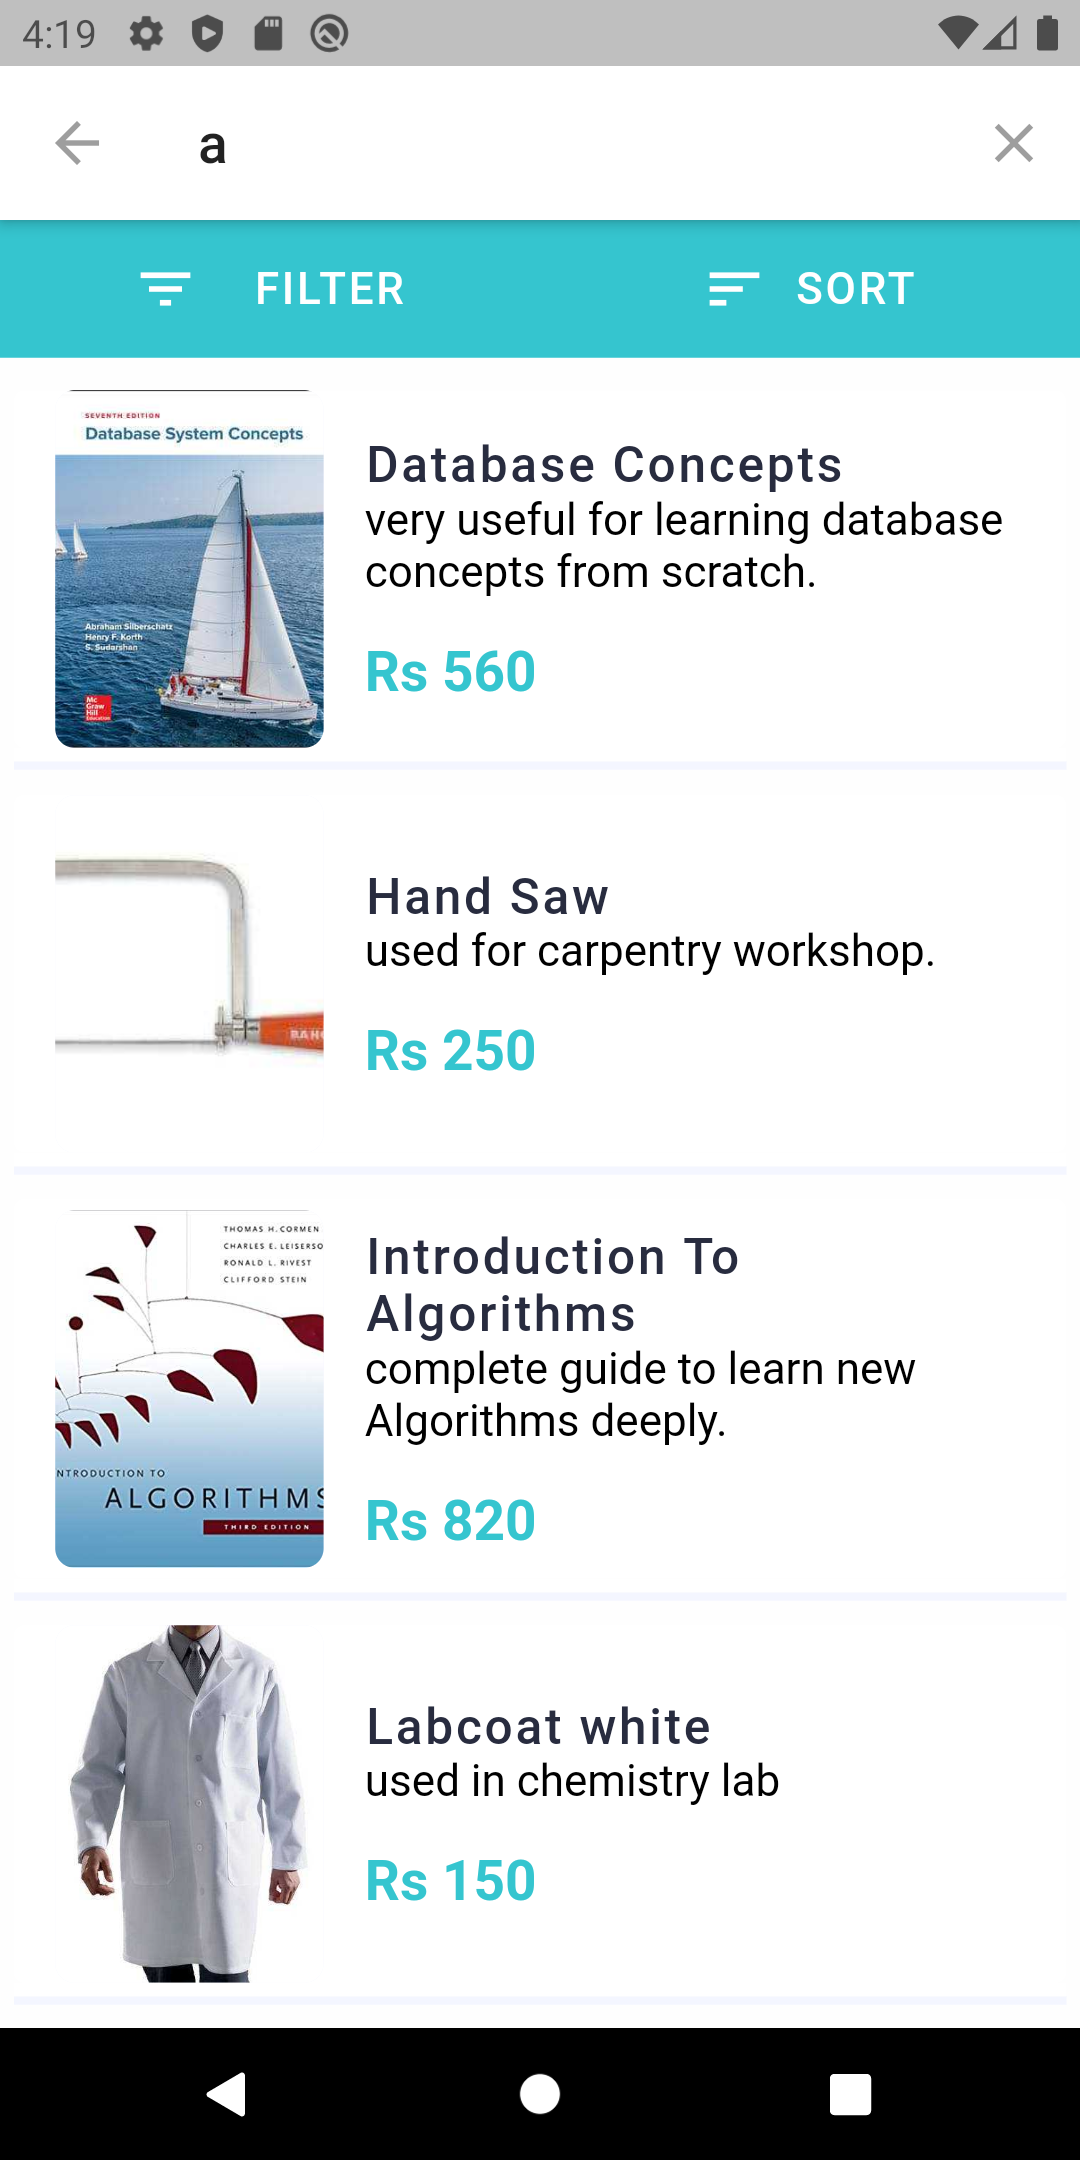 4:19
a
FILTER
SORT
SEVENTH EDITION
Database System Concepts
Abraham Silberschatz
Henry F. Korth
S. Sudarshan
Mc
Graw
Hill
Education
Database Concepts
very useful for learning database
concepts from scratch.
Rs 560
BAH
Hand Saw
used for carpentry workshop.
Rs 250
THOMAS H. CORMEN
CHARLES E. LEISERSO
RONALD L. RIVEST
CLIFFORD STEIN
NTRODUCTION TO
ALGORITHMS
THIRD EDITION
Introduction To
Algorithms
complete guide to learn new
Algorithms deeply.
Rs 820
Labcoat white
used in chemistry lab
Rs 150